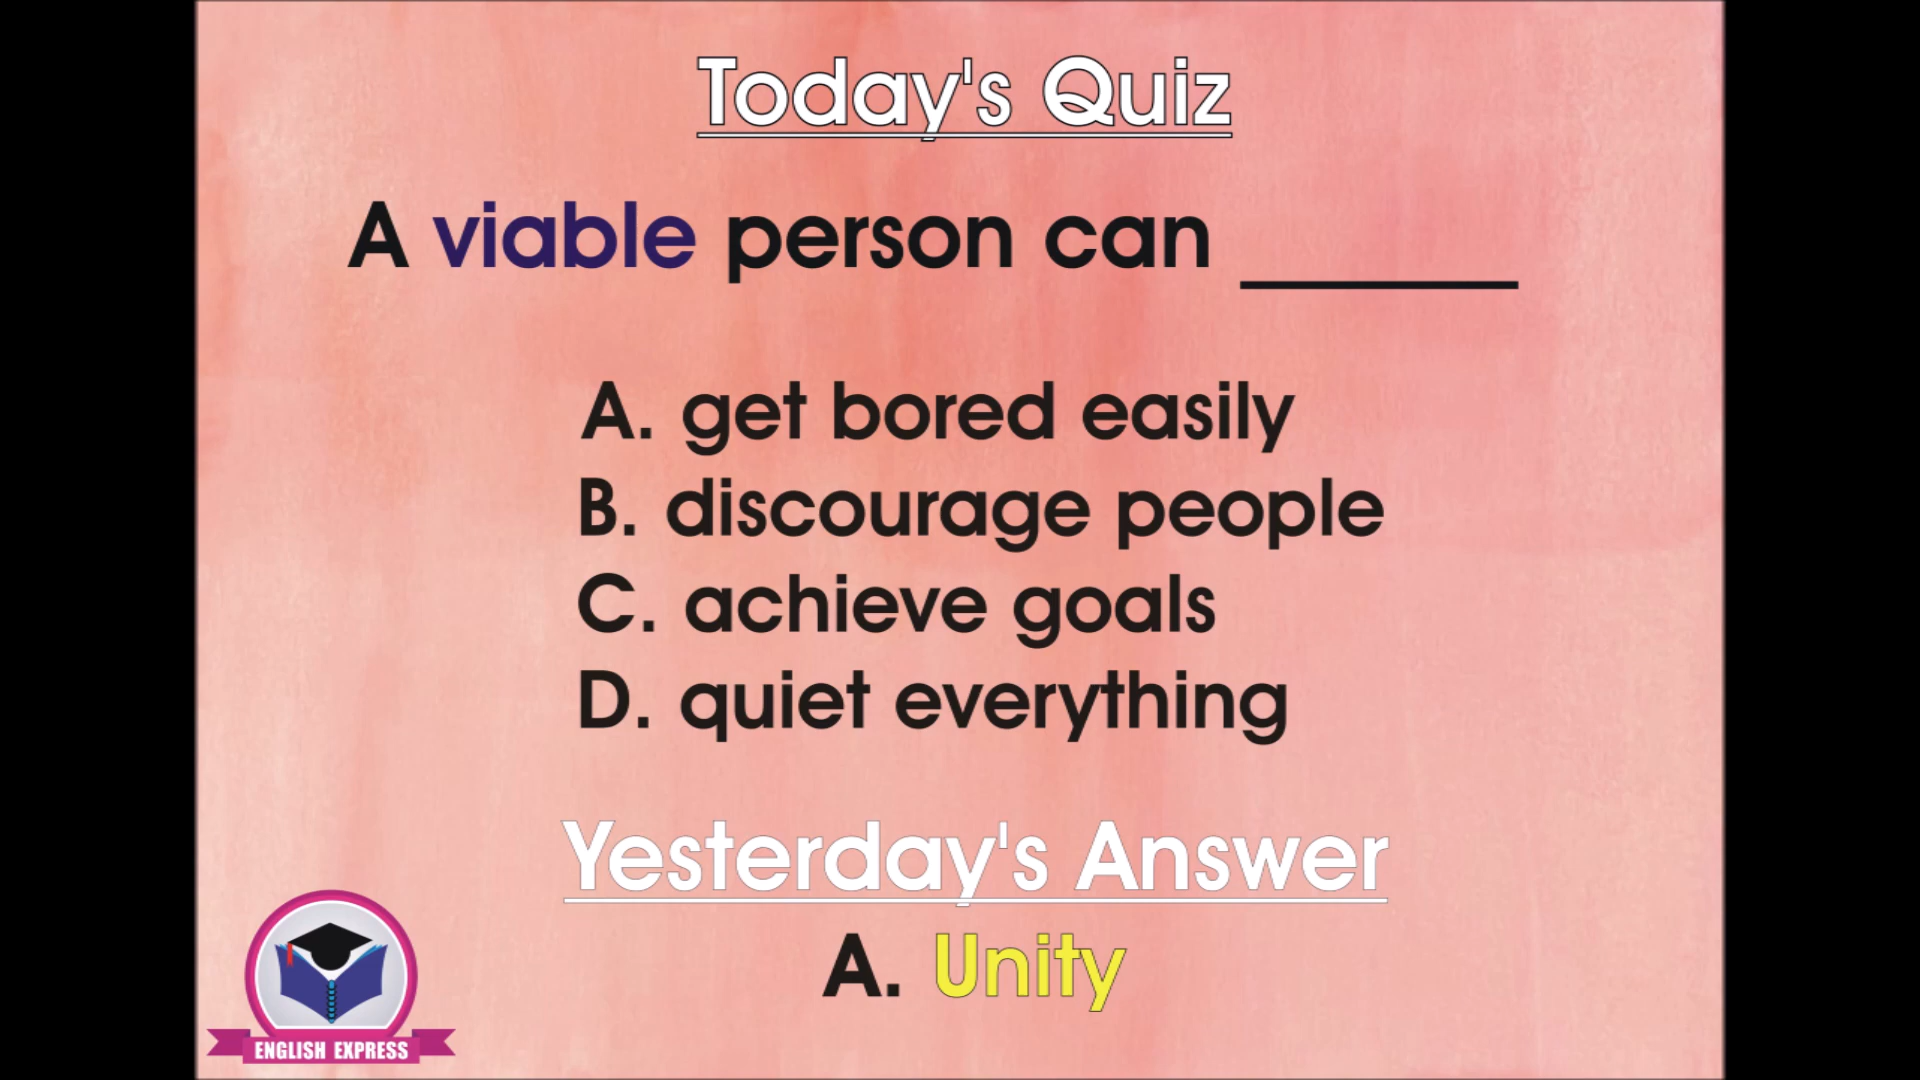 Today's Quiz
A viable person can ______
A. get bored easily
B. discourage people
C. achieve goals
D. quiet everything
Yesterday's Answer
A. Unity
ENGLISH EXPRESS